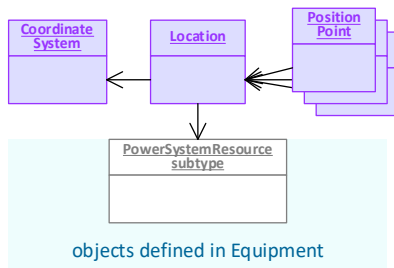 Coordinate
System
Location
Position
Point
PowerSystemResource
subtype
objects defined in Equipment